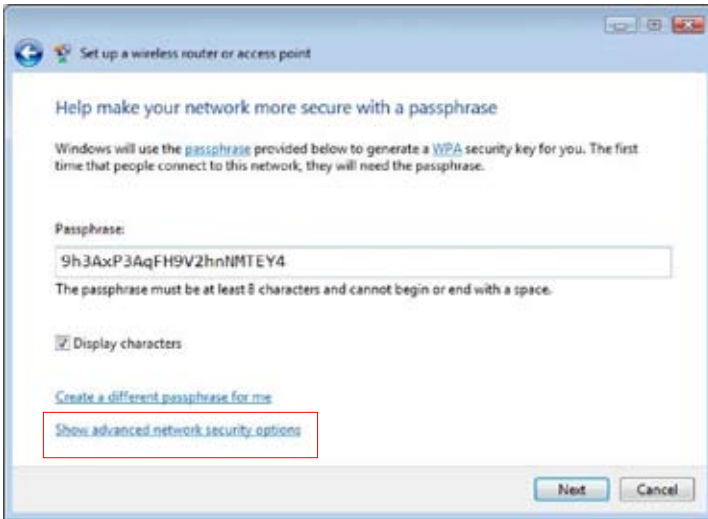 Set up a wireless router or access point
Help make your network more secure with a passphrase
Windows will use the passphrase provided below to generate a WPA security key for you. The first
time that people connect to this network, they will need the passphrase.
Passphrase:
9h3AxP3AqFH9V2hnNMTEY4
The passphrase must be at least 8 characters and cannot begin or end with a space.
Display characters
Create a different passphrase for me
Show advanced network security options
Next Cancel